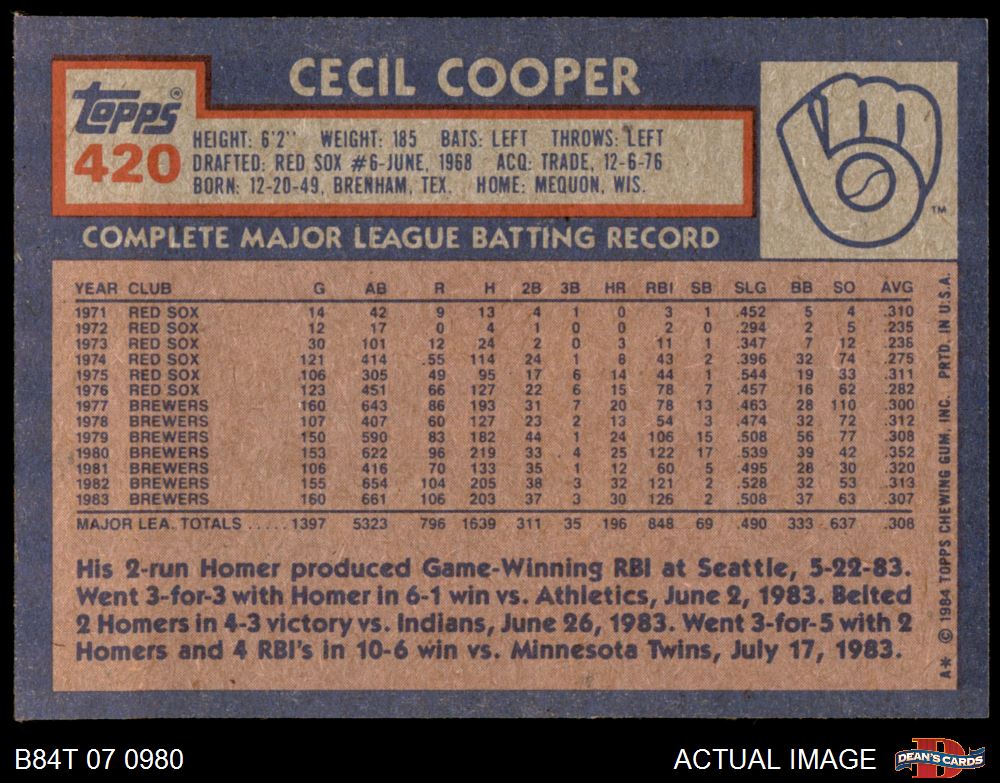 CECIL COOPER
Topps®
420
HEIGHT: 6'2" WEIGHT: 185 BATS: LEFT THROWS: LEFT
DRAFTED: RED SOX #6-JUNE, 1968 ACQ: TRADE, 12-6-76
BORN: 12-20-49, BRENHAM, TEX. HOME: MEQUON, WIS.
TM
COMPLETE MAJOR LEAGUE BATTING RECORD
YEAR CLUB G AB R H 2B 3B HR RBI SB SLG BB SO AVG
1971 RED SOX 14 42 9 13 4 1 0 3 1 .452 5 4 .310
1972 RED SOX 12 17 0 4 1 0 0 2 0 .294 2 5 .235
1973 RED SOX 30 101 12 24 2 0 3 11 1 .347 7 12 .238
1974 RED SOX 121 414 55 114 24 1 8 43 2 .396 32 74 .275
1975 RED SOX 106 305 49 95 17 6 14 44 1 .544 19 33 .311
1976 RED SOX 123 451 66 127 22 6 15 78 7 .457 16 62 .282
1977 BREWERS 160 643 86 193 31 7 20 78 13 .463 28 110 .300
1978 BREWERS 107 407 60 127 23 2 13 54 3 .474 32 72 .312
1979 BREWERS 150 590 83 182 44 1 24 106 15 .508 56 77 .308
1980 BREWERS 153 622 96 219 33 4 25 122 17 .539 39 42 .352
1981 BREWERS 106 416 70 133 35 1 12 60 5 .495 28 30 .320
1982 BREWERS 155 654 104 205 38 3 32 121 2 .528 32 53 .313
1983 BREWERS 160 661 106 203 37 3 30 126 2 .508 37 63 .307
MAJOR LEA. TOTALS ..... 1397 5323 796 1639 311 35 196 848 69 .490 333 637 .308
His 2-run Homer produced Game-Winning RBI at Seattle, 5-22-83.
Went 3-for-3 with Homer in 6-1 win vs. Athletics, June 2, 1983. Belted
2 Homers in 4-3 victory vs. Indians, June 26, 1983. Went 3-for-5 with 2
Homers and 4 RBI's in 10-6 win vs. Minnesota Twins, July 17, 1983.
A* © 1984 TOPPS CHEWING GUM, INC. PRTD. IN U.S.A.
B84T 07 0980
ACTUAL IMAGE
DEAN'S CARDS